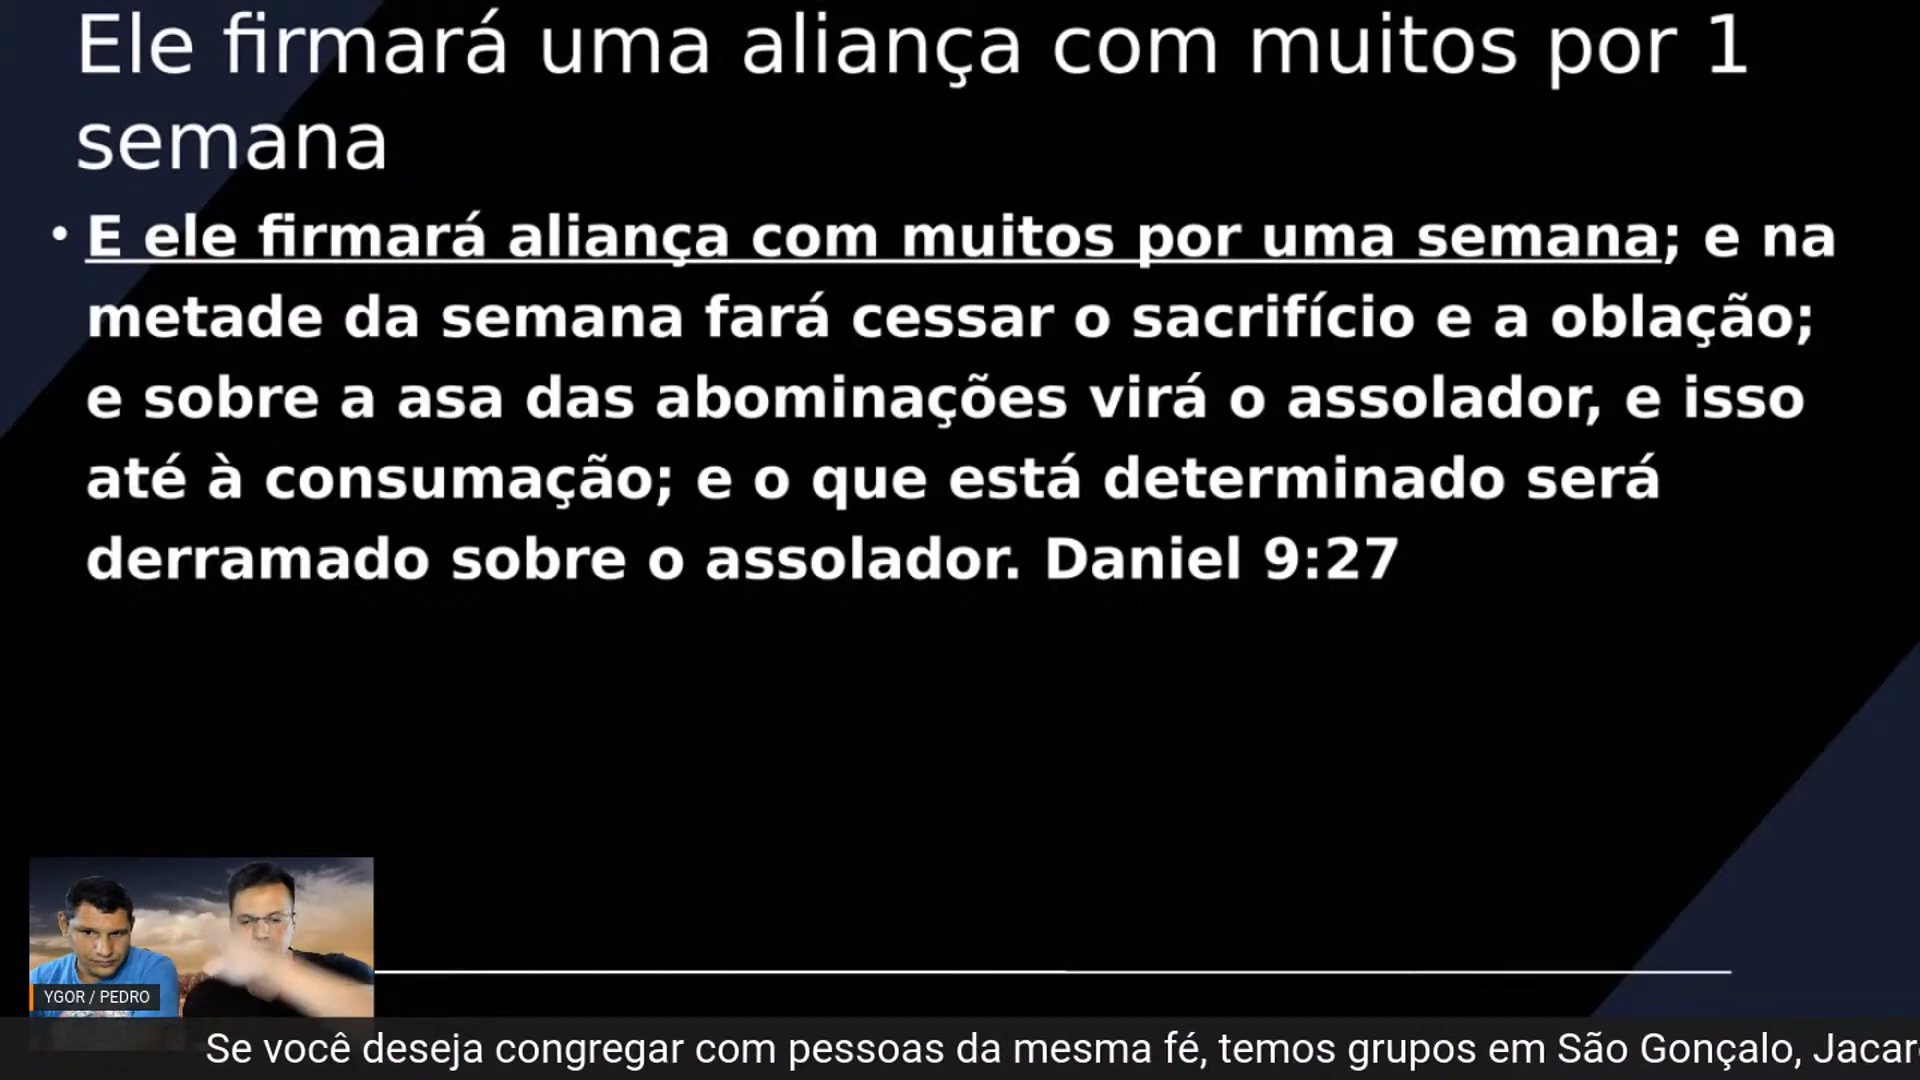 Ele firmará uma aliança com muitos por 1
semana
• E ele firmará aliança com muitos por uma semana; e na
metade da semana fará cessar o sacrifício e a oblação;
e sobre a asa das abominações virá o assolador, e isso
até à consumação; e o que está determinado será
derramado sobre o assolador. Daniel 9:27
YGOR / PEDRO
Se você deseja congregar com pessoas da mesma fé, temos grupos em São Gonçalo,